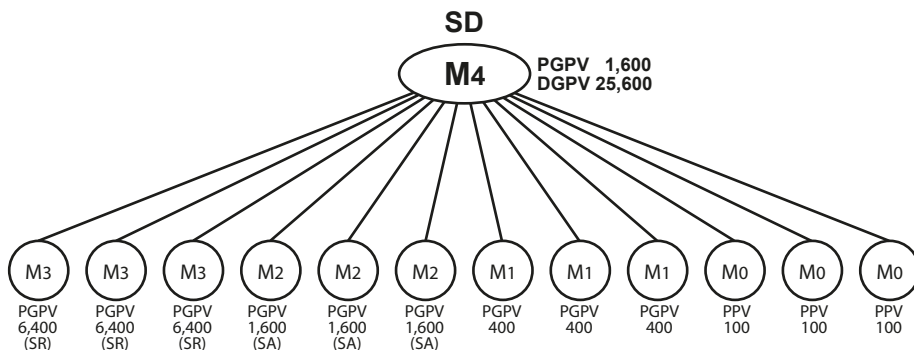 SD
M4
PGPV 1,600
DGPV 25,600
M3 M3 M3 M2 M2 M2 M1 M1 M1 M0 M0 M0
PGPV PGPV PGPV PGPV PGPV PGPV PGPV PGPV PGPV PPV PPV PPV
6,400 6,400 6,400 1,600 1,600 1,600 400 400 400 100 100 100
(SR) (SR) (SR) (SA) (SA) (SA)